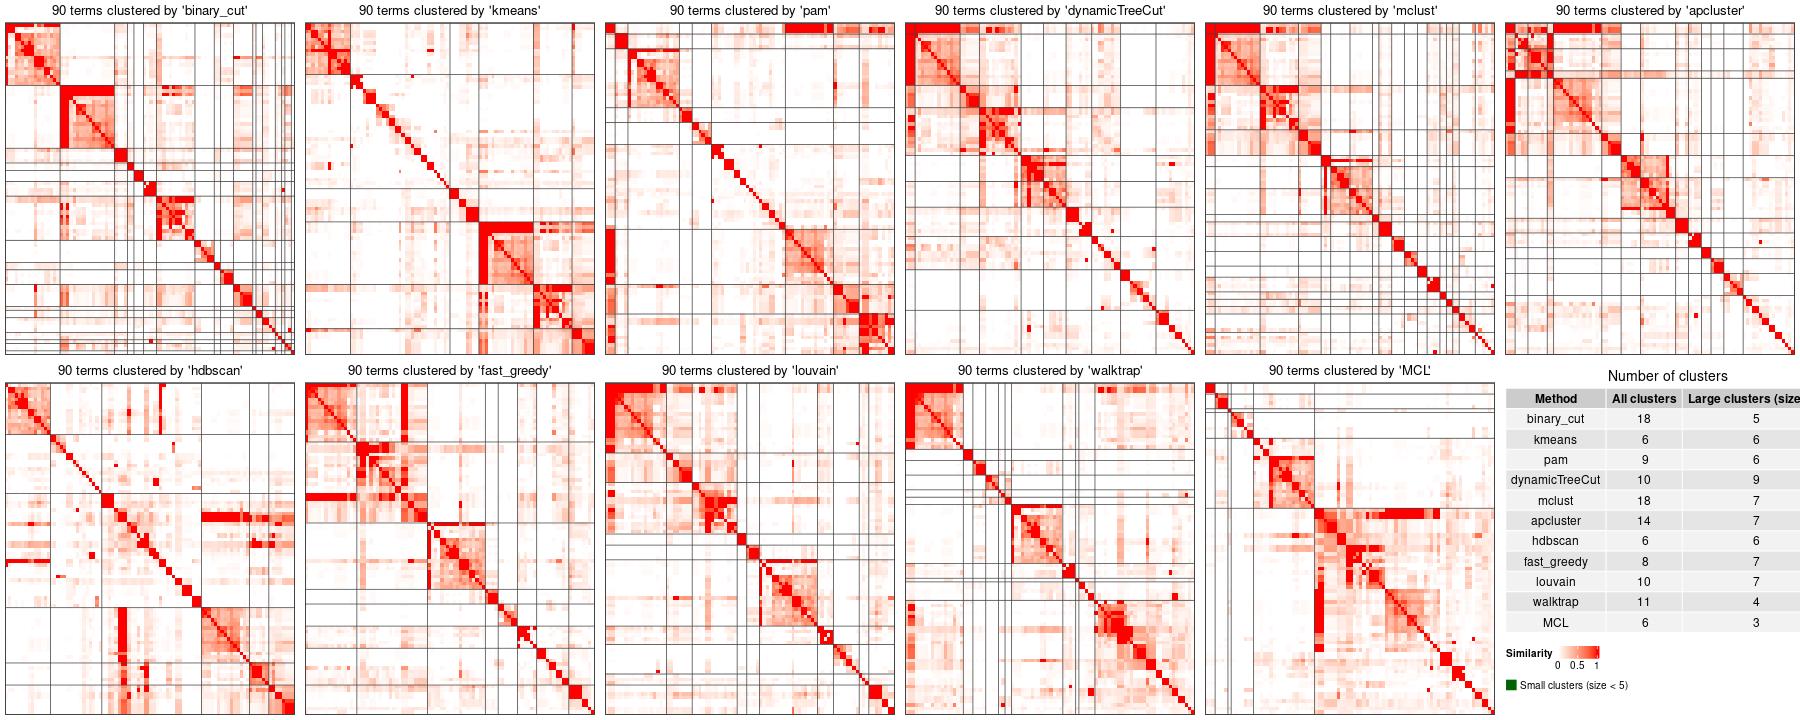 90 terms clustered by 'binary_cut'
90 terms clustered by 'kmeans'
90 terms clustered by 'pam'
90 terms clustered by 'dynamicTreeCut'
90 terms clustered by 'mclust'
90 terms clustered by 'apcluster'
90 terms clustered by 'hdbscan'
90 terms clustered by 'fast_greedy'
90 terms clustered by 'louvain'
90 terms clustered by 'walktrap'
90 terms clustered by 'MCL'
Number of clusters
Method All clusters Large clusters (size
binary_cut 18 5
kmeans 6 6
pam 9 6
dynamicTreeCut 10 9
mclust 18 7
apcluster 14 7
hdbscan 6 6
fast_greedy 8 7
louvain 10 7
walktrap 11 4
MCL 6 3
Similarity
0 0.5 1
Small clusters (size < 5)